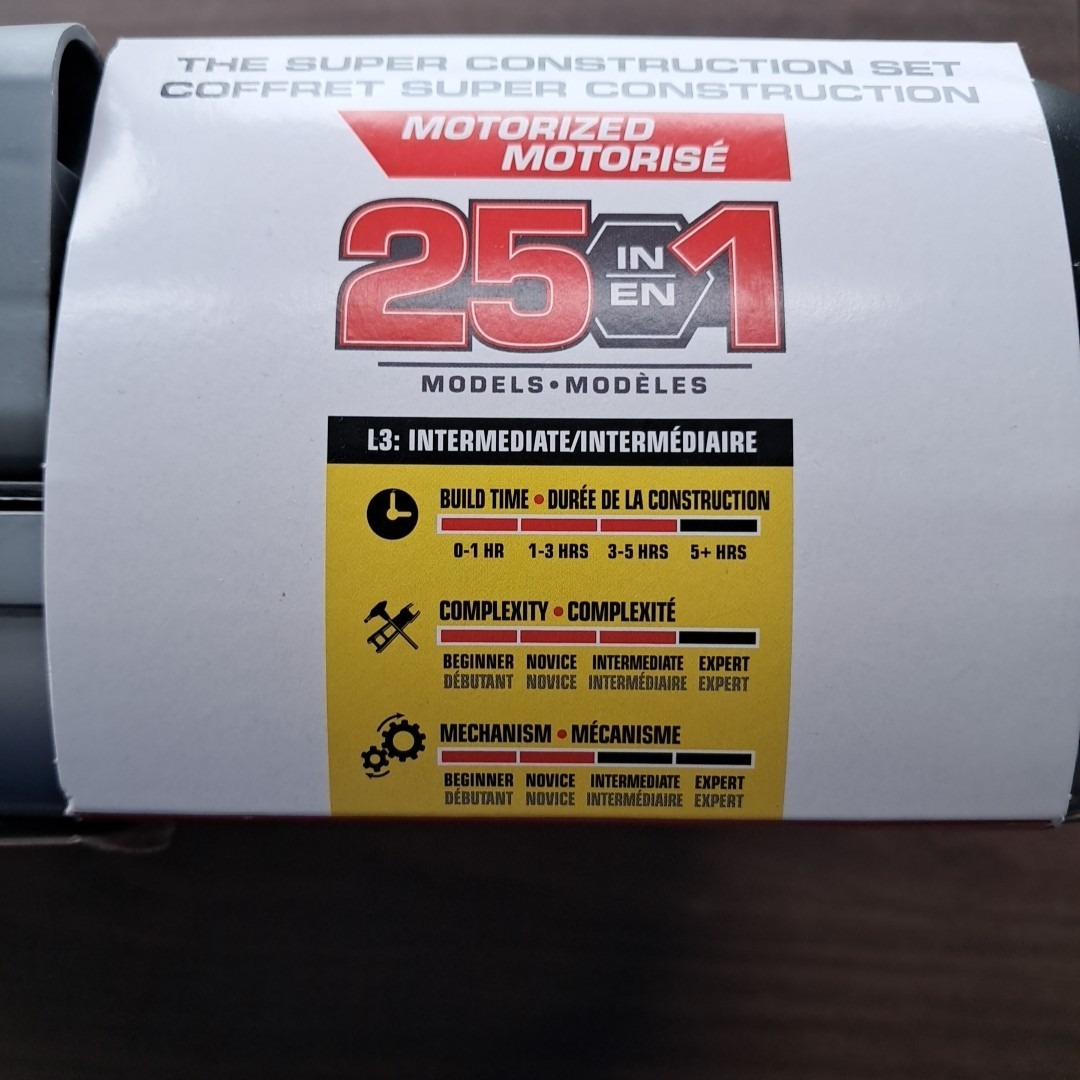 THE SUPER CONSTRUCTION SET
COFFRET SUPER CONSTRUCTION
MOTORIZED
MOTORISÉ
25 IN 1
EN
MODELS • MODÈLES
L3: INTERMEDIATE/INTERMÉDIAIRE
BUILD TIME • DURÉE DE LA CONSTRUCTION
0-1 HR 1-3 HRS 3-5 HRS 5+ HRS
COMPLEXITY • COMPLEXITÉ
BEGINNER NOVICE INTERMEDIATE EXPERT
DÉBUTANT NOVICE INTERMÉDIAIRE EXPERT
MECHANISM • MÉCANISME
BEGINNER NOVICE INTERMEDIATE EXPERT
DÉBUTANT NOVICE INTERMÉDIAIRE EXPERT